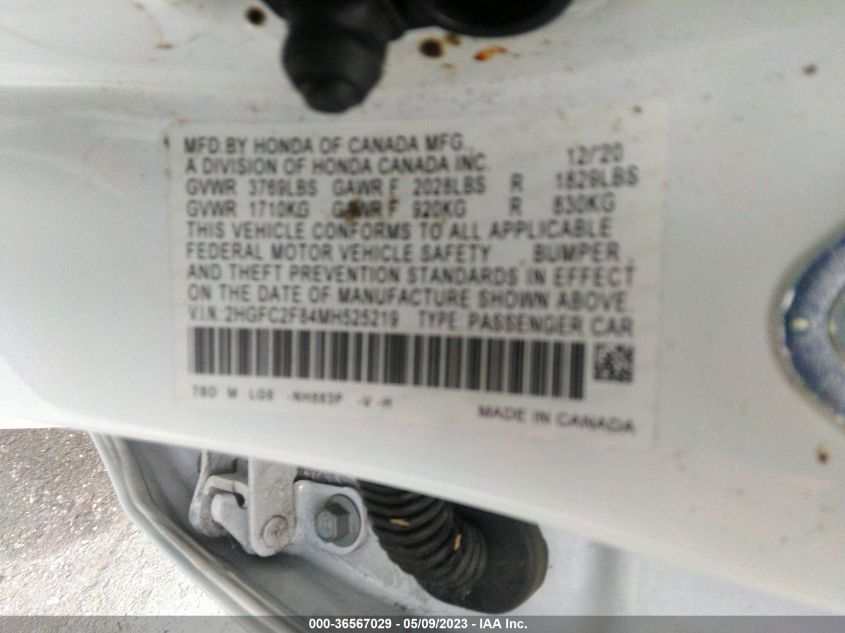 MFD.BY HONDA OF CANADA MFG.,
A DIVISION OF HONDA CANADA INC. 12/'20
GVWR 3769LBS GAWR F 2028LBS R 1829LBS
GVWR 1710KG GAWR F 920KG R 830KG
THIS VEHICLE CONFORMS TO ALL APPLICABLE
FEDERAL MOTOR VEHICLE SAFETY, BUMPER,
AND THEFT PREVENTION STANDARDS IN EFFECT
ON THE DATE OF MANUFACTURE SHOWN ABOVE.
V.I.N.:2HGFC2F84MH525219 TYPE:PASSENGER CAR
MADE IN CANADA
000-36567029 - 05/09/2023 - IAA Inc.